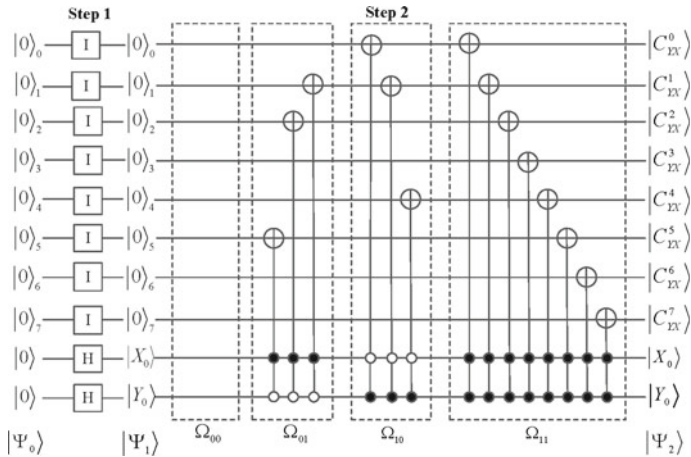 Step 1 Step 2
|0⟩₀ I |0⟩₀ |C⁰_YX⟩
|0⟩₁ I |0⟩₁ |C¹_YX⟩
|0⟩₂ I |0⟩₂ |C²_YX⟩
|0⟩₃ I |0⟩₃ |C³_YX⟩
|0⟩₄ I |0⟩₄ |C⁴_YX⟩
|0⟩₅ I |0⟩₅ |C⁵_YX⟩
|0⟩₆ I |0⟩₆ |C⁶_YX⟩
|0⟩₇ I |0⟩₇ |C⁷_YX⟩
|0⟩ H |X₀⟩ |X₀⟩
|0⟩ H |Y₀⟩ |Y₀⟩
Ω₀₀ Ω₀₁ Ω₁₀ Ω₁₁
|Ψ₀⟩ |Ψ₁⟩ |Ψ₂⟩